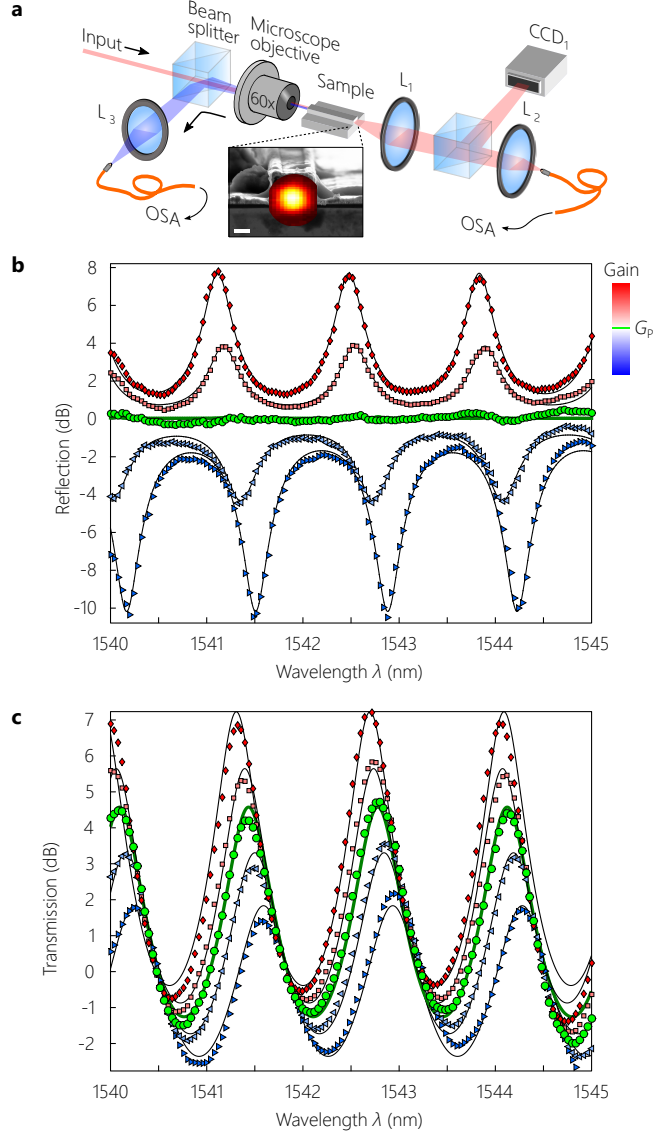 a
Input
Beam
splitter
Microscope
objective
60x
Sample
L1
CCD1
L2
L3
OSA
OSA
b
Gain
GP
8
6
4
2
0
-2
-4
-6
-8
-10
Reflection (dB)
1540 1541 1542 1543 1544 1545
Wavelength λ (nm)
c
7
6
5
4
3
2
1
0
-1
-2
Transmission (dB)
1540 1541 1542 1543 1544 1545
Wavelength λ (nm)